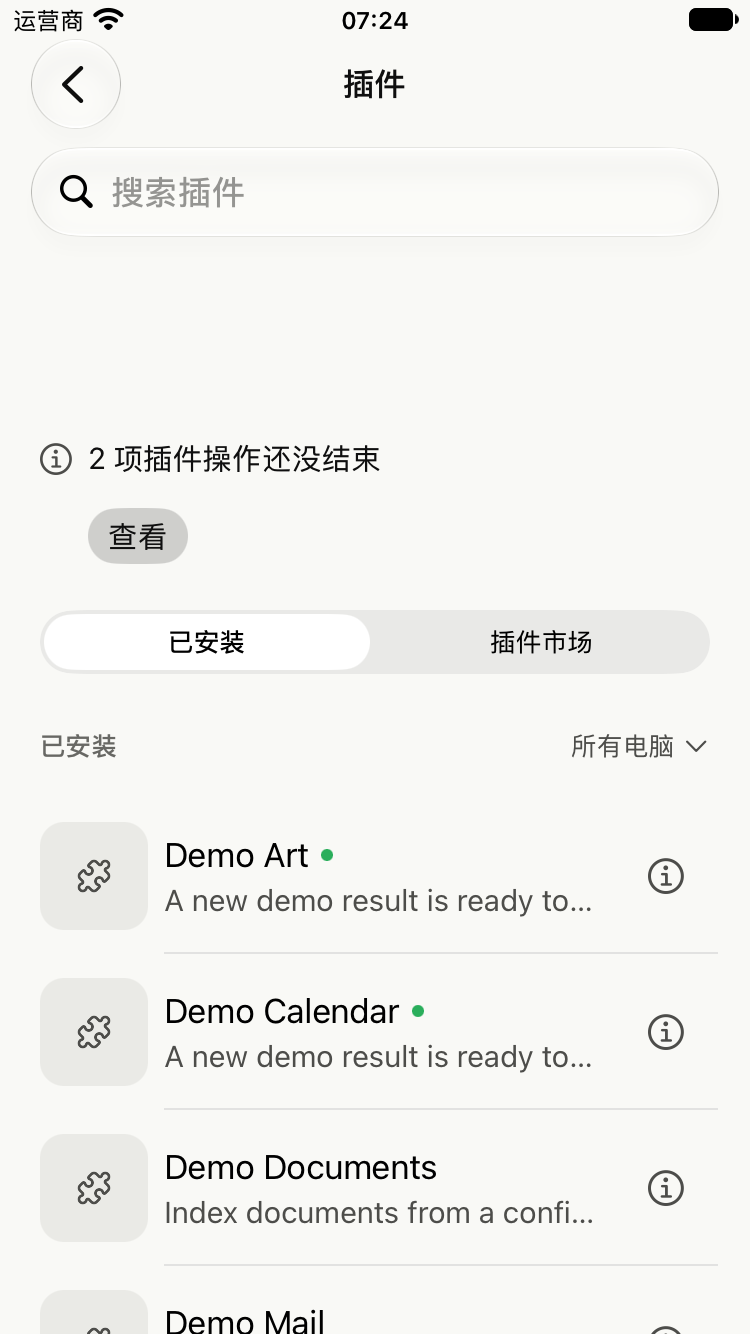 运营商
07:24
插件
搜索插件
2 项插件操作还没结束
查看
已安装
插件市场
已安装
所有电脑
Demo Art
A new demo result is ready to...
Demo Calendar
A new demo result is ready to...
Demo Documents
Index documents from a confi...
Demo Mail